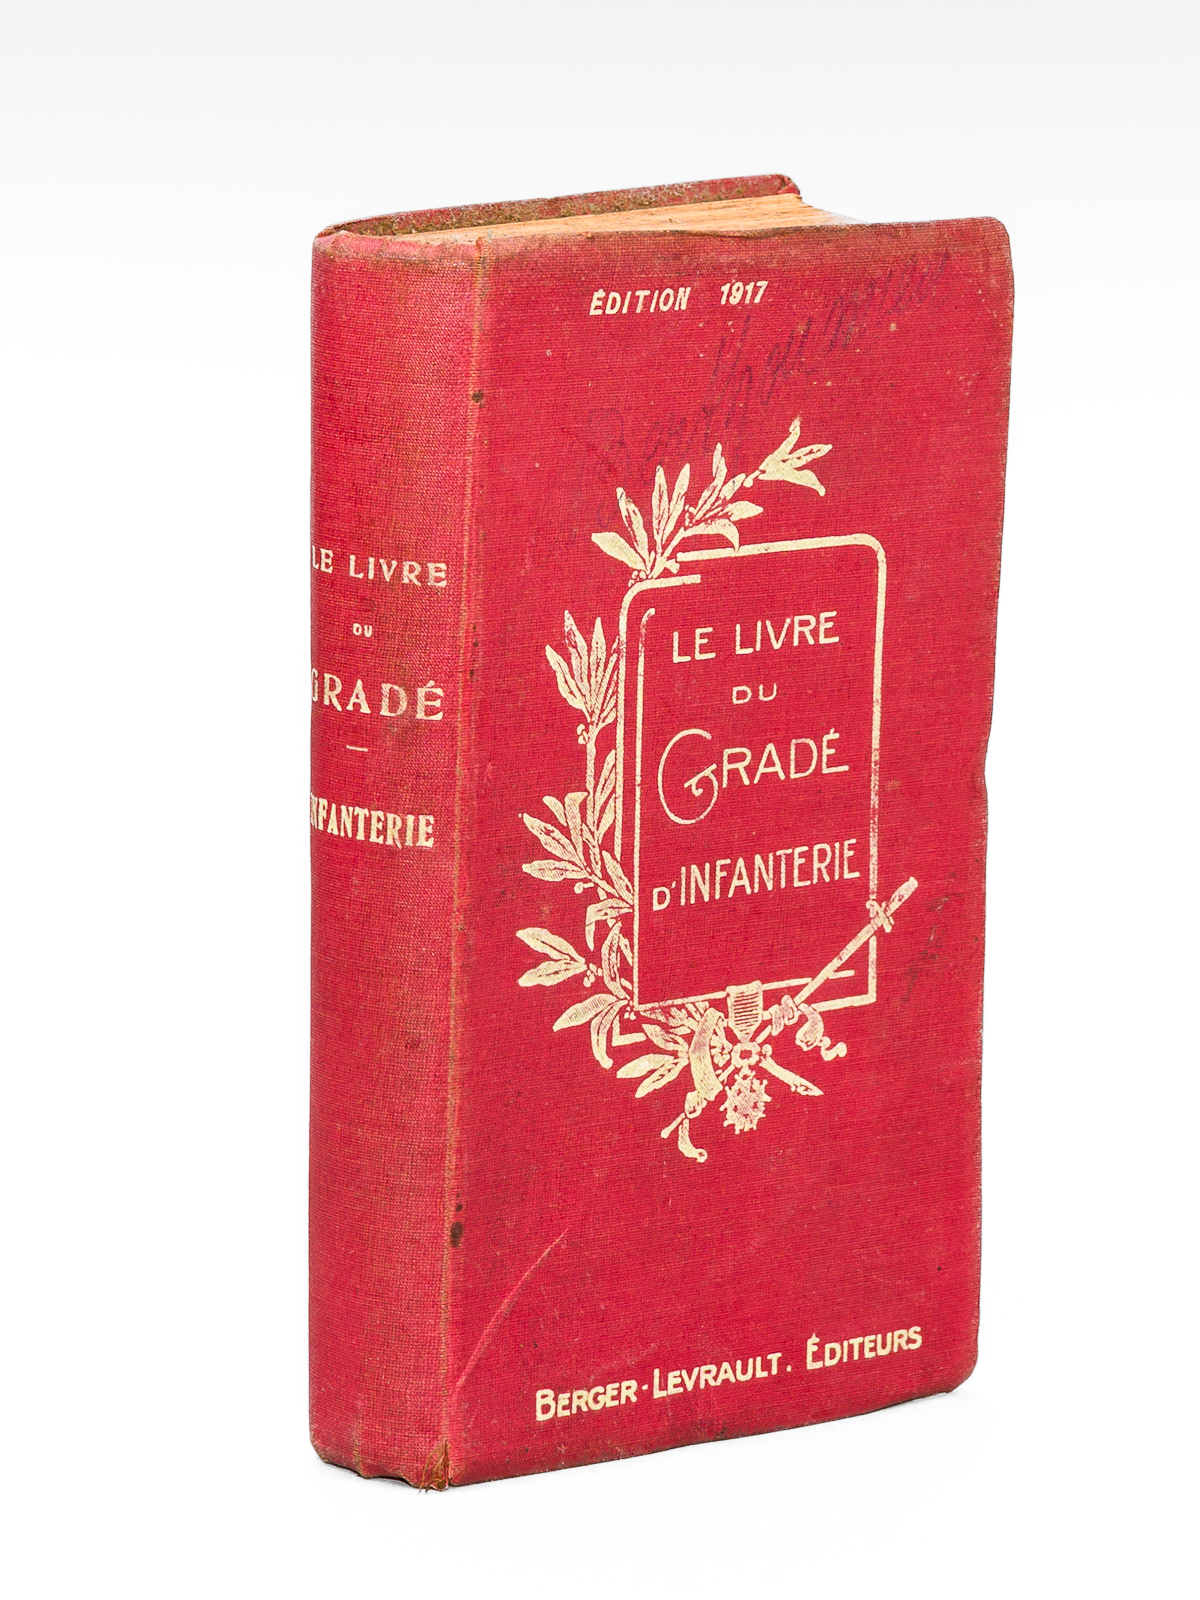 LE LIVRE
DU
GRADÉ
INFANTERIE
ÉDITION 1917
LE LIVRE
DU
GRADÉ
D'INFANTERIE
BERGER-LEVRAULT. ÉDITEURS